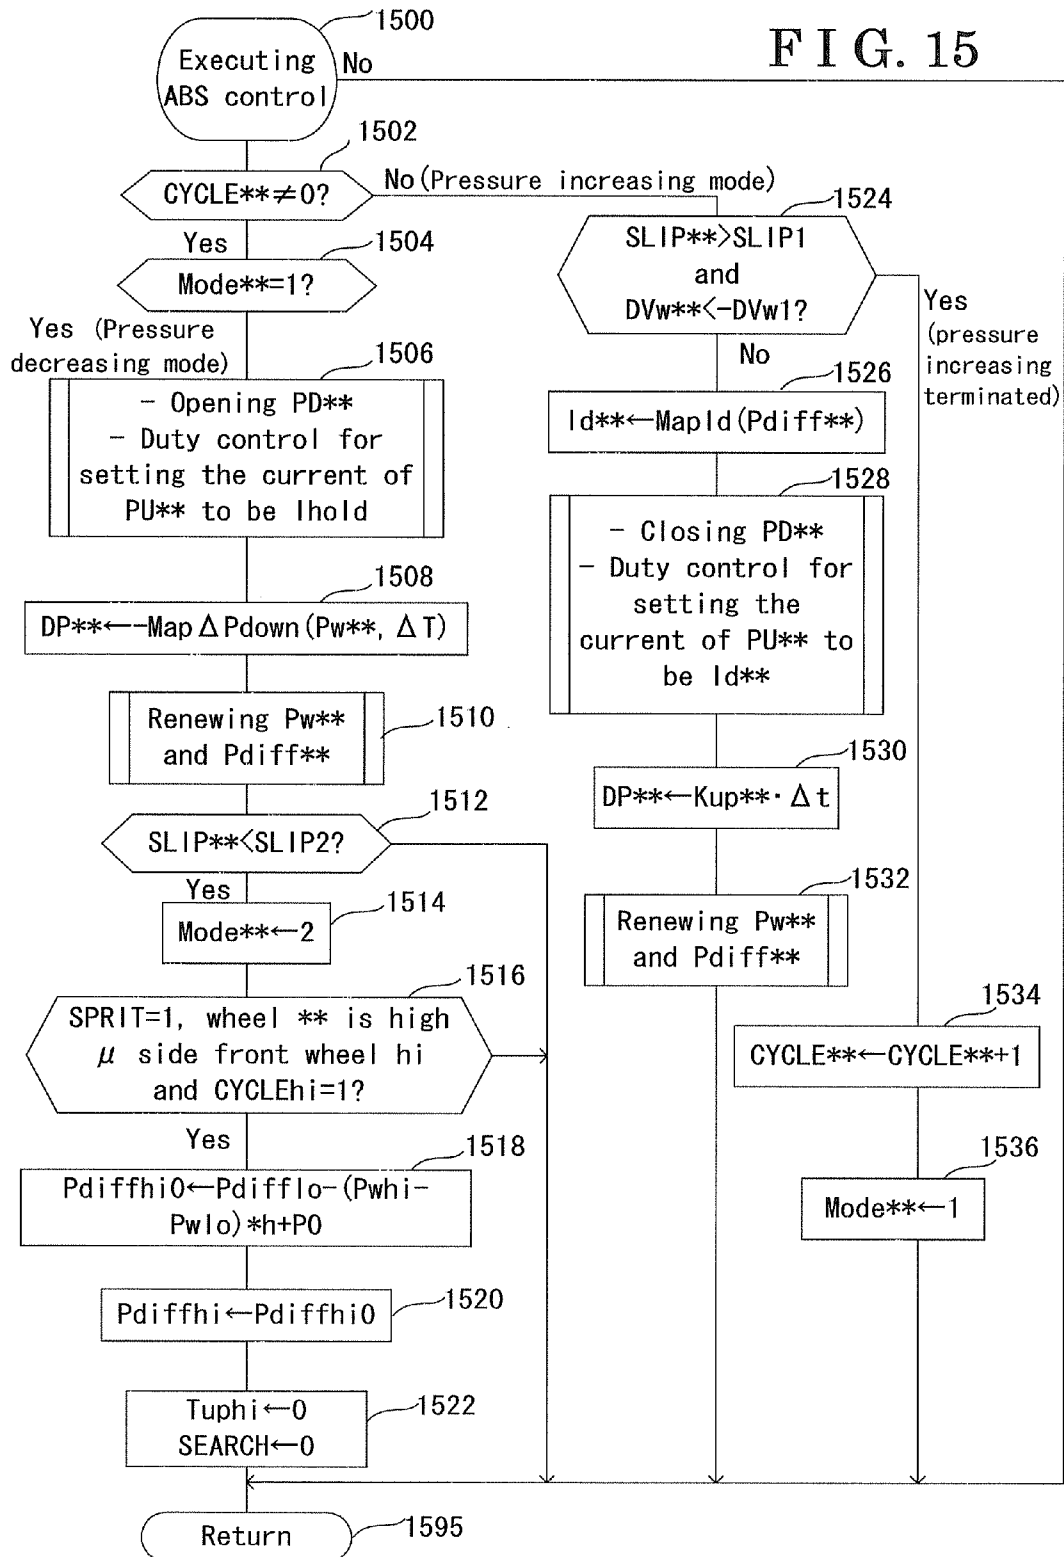 FIG. 15
1500
Executing
ABS control
No
1502
CYCLE**≠0?
No (Pressure increasing mode)
Yes
1504
Mode**=1?
Yes (Pressure
decreasing mode)
1506
- Opening PD**
- Duty control for
setting the current of
PU** to be Ihold
1508
DP**←-MapΔPdown(Pw**, ΔT)
1510
Renewing Pw**
and Pdiff**
1512
SLIP**<SLIP2?
Yes
1514
Mode**←2
1516
SPRIT=1, wheel ** is high
μ side front wheel hi
and CYCLEhi=1?
Yes
1518
Pdiffhi0←Pdifflo-(Pwhi-
Pwlo)*h+P0
1520
Pdiffhi←Pdiffhi0
1522
Tuphi←0
SEARCH←0
Return
1595
1524
SLIP**>SLIP1
and
DVw**<-DVw1?
Yes
(pressure
increasing
terminated)
No
1526
Id**←MapId(Pdiff**)
1528
- Closing PD**
- Duty control for
setting the
current of PU** to
be Id**
1530
DP**←Kup**·Δt
1532
Renewing Pw**
and Pdiff**
1534
CYCLE**←CYCLE**+1
1536
Mode**←1